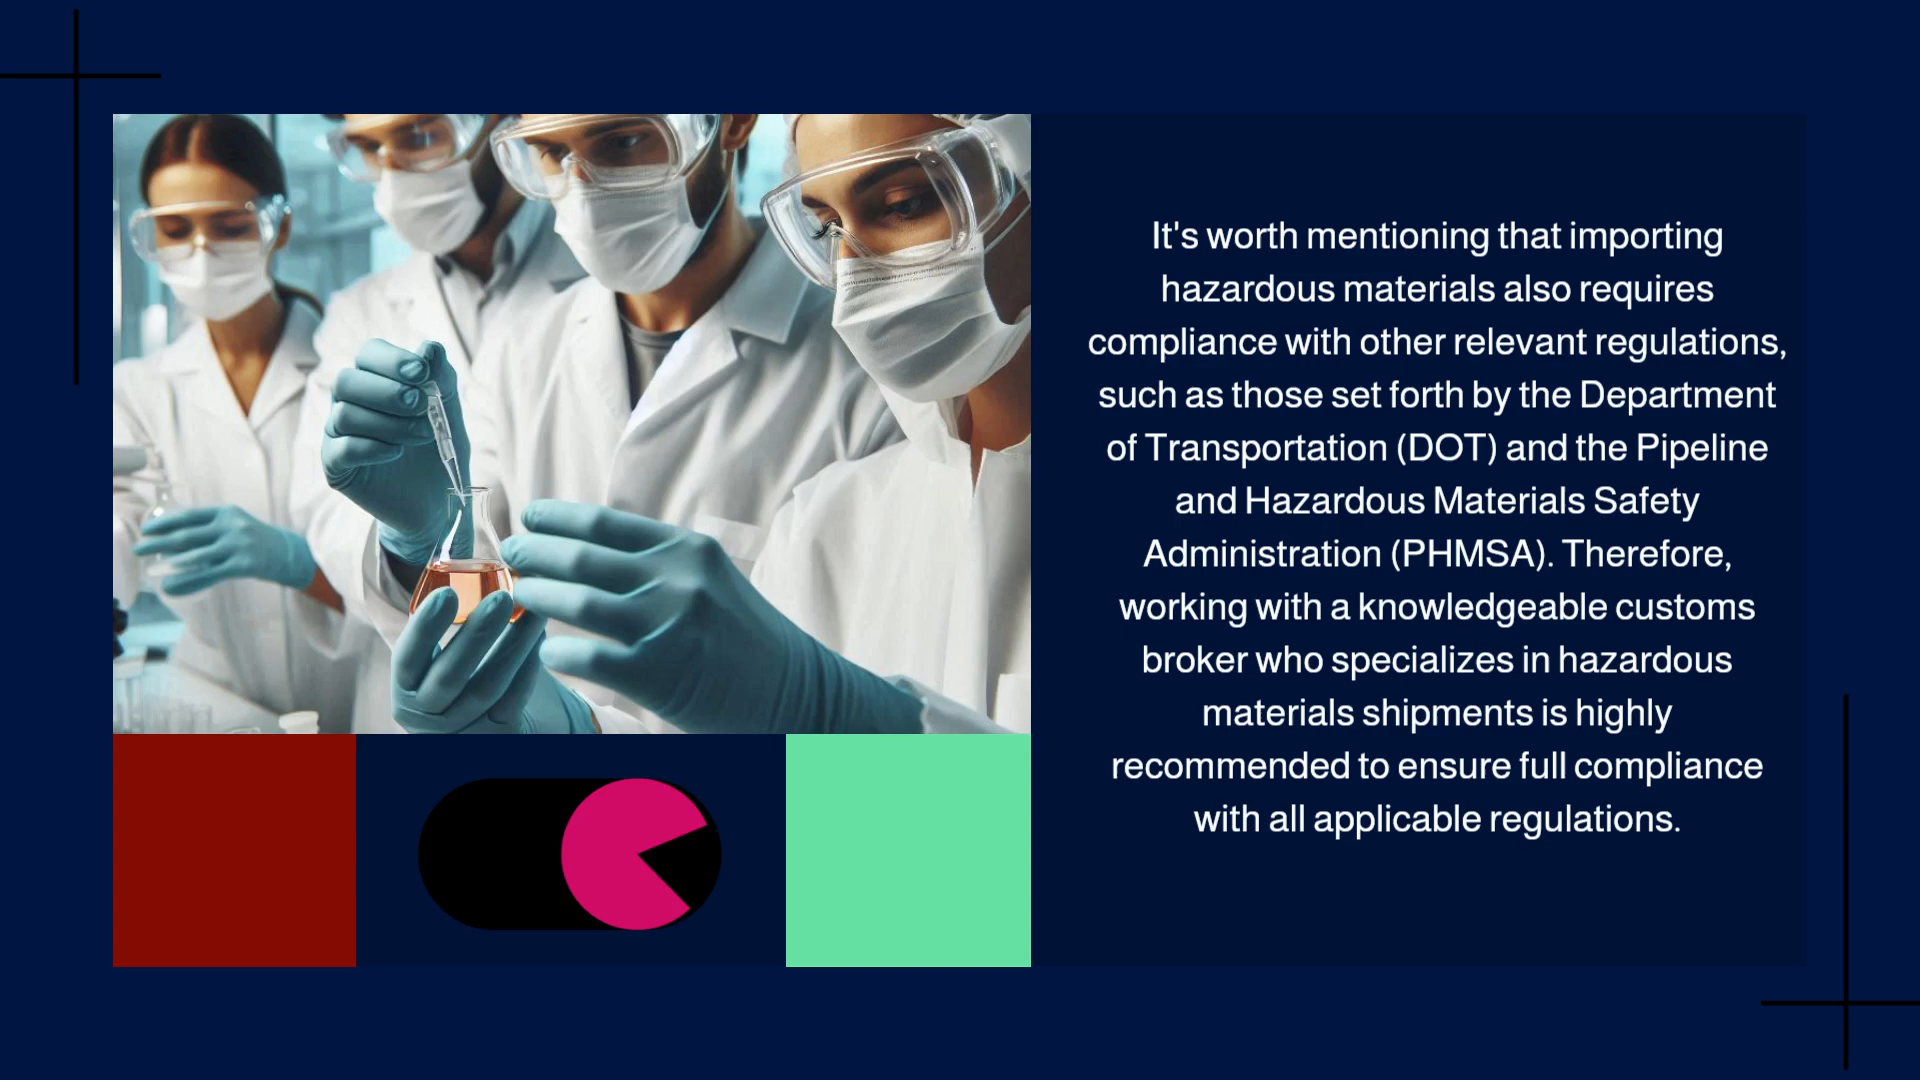 It's worth mentioning that importing
hazardous materials also requires
compliance with other relevant regulations,
such as those set forth by the Department
of Transportation (DOT) and the Pipeline
and Hazardous Materials Safety
Administration (PHMSA). Therefore,
working with a knowledgeable customs
broker who specializes in hazardous
materials shipments is highly
recommended to ensure full compliance
with all applicable regulations.